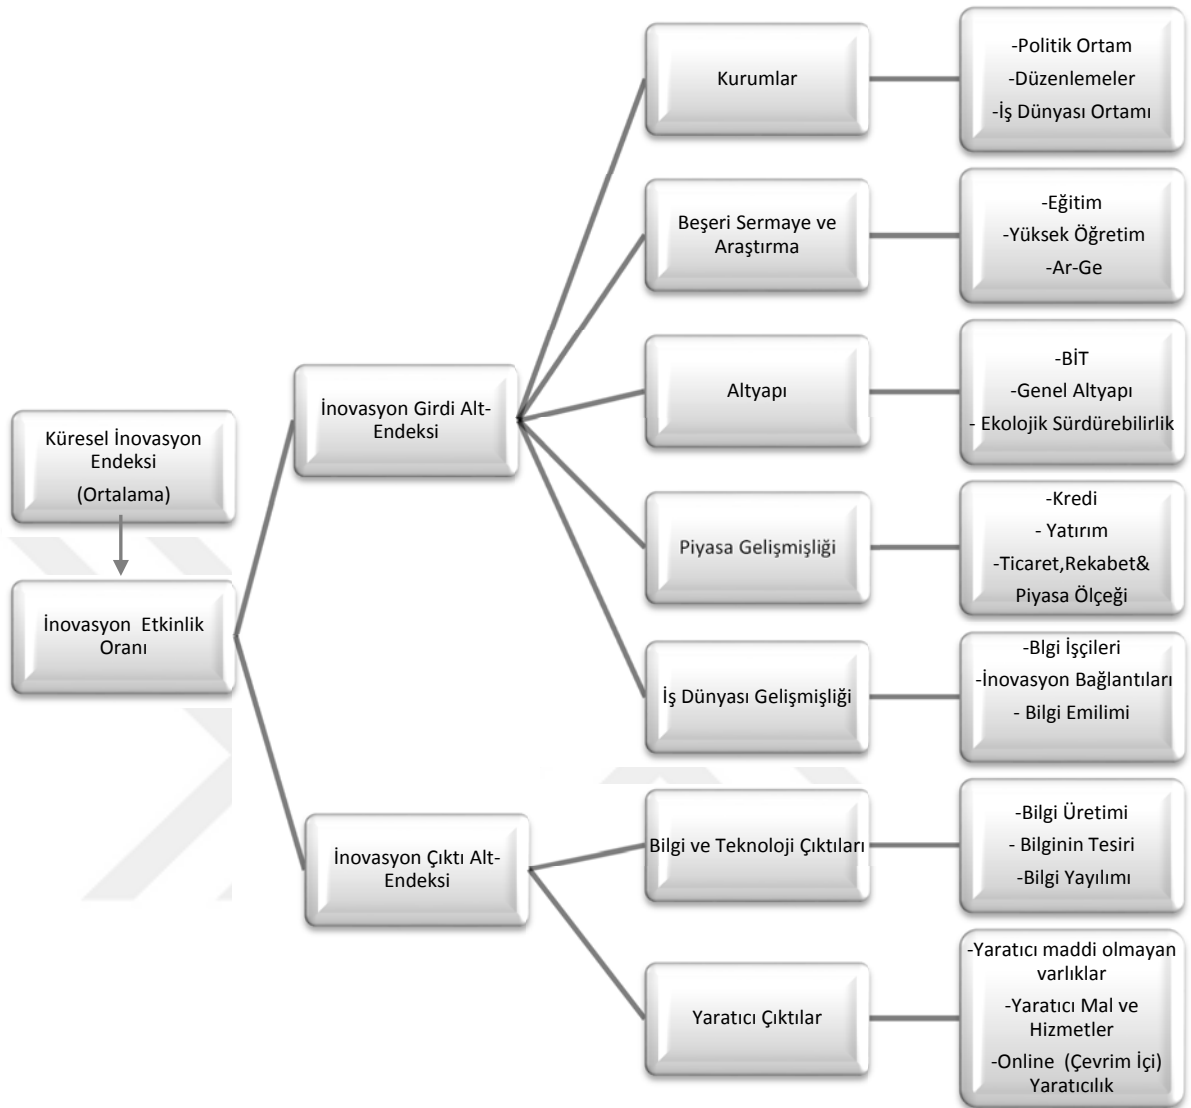 Küresel İnovasyon
Endeksi
(Ortalama)
İnovasyon Etkinlik
Oranı
İnovasyon Girdi Alt-
Endeksi
İnovasyon Çıktı Alt-
Endeksi
Kurumlar
-Politik Ortam
-Düzenlemeler
-İş Dünyası Ortamı
Beşeri Sermaye ve
Araştırma
-Eğitim
-Yüksek Öğretim
-Ar-Ge
Altyapı
-BİT
-Genel Altyapı
- Ekolojik Sürdürebilirlik
Piyasa Gelişmişliği
-Kredi
- Yatırım
-Ticaret,Rekabet&
Piyasa Ölçeği
İş Dünyası Gelişmişliği
-Blgi İşçileri
-İnovasyon Bağlantıları
- Bilgi Emilimi
Bilgi ve Teknoloji Çıktıları
-Bilgi Üretimi
- Bilginin Tesiri
-Bilgi Yayılımı
Yaratıcı Çıktılar
-Yaratıcı maddi olmayan
varlıklar
-Yaratıcı Mal ve
Hizmetler
-Online (Çevrim İçi)
Yaratıcılık